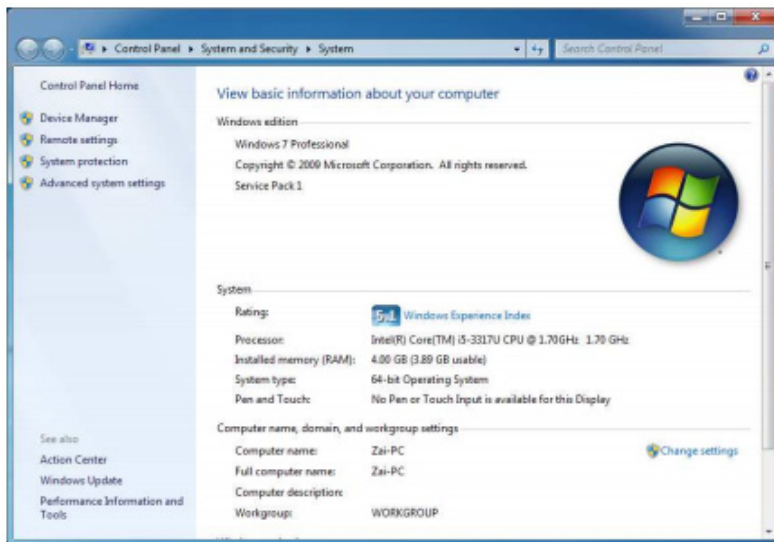 Control Panel ▸ System and Security ▸ System
Search Control Panel
Control Panel Home
Device Manager
Remote settings
System protection
Advanced system settings
See also
Action Center
Windows Update
Performance Information and
Tools
View basic information about your computer
Windows edition
Windows 7 Professional
Copyright © 2009 Microsoft Corporation. All rights reserved.
Service Pack 1
System
Rating:
5,1 Windows Experience Index
Processor: Intel(R) Core(TM) i5-3317U CPU @ 1.70GHz 1.70 GHz
Installed memory (RAM): 4.00 GB (3.89 GB usable)
System type: 64-bit Operating System
Pen and Touch: No Pen or Touch Input is available for this Display
Computer name, domain, and workgroup settings
Computer name: Zai-PC
Change settings
Full computer name: Zai-PC
Computer description:
Workgroup: WORKGROUP